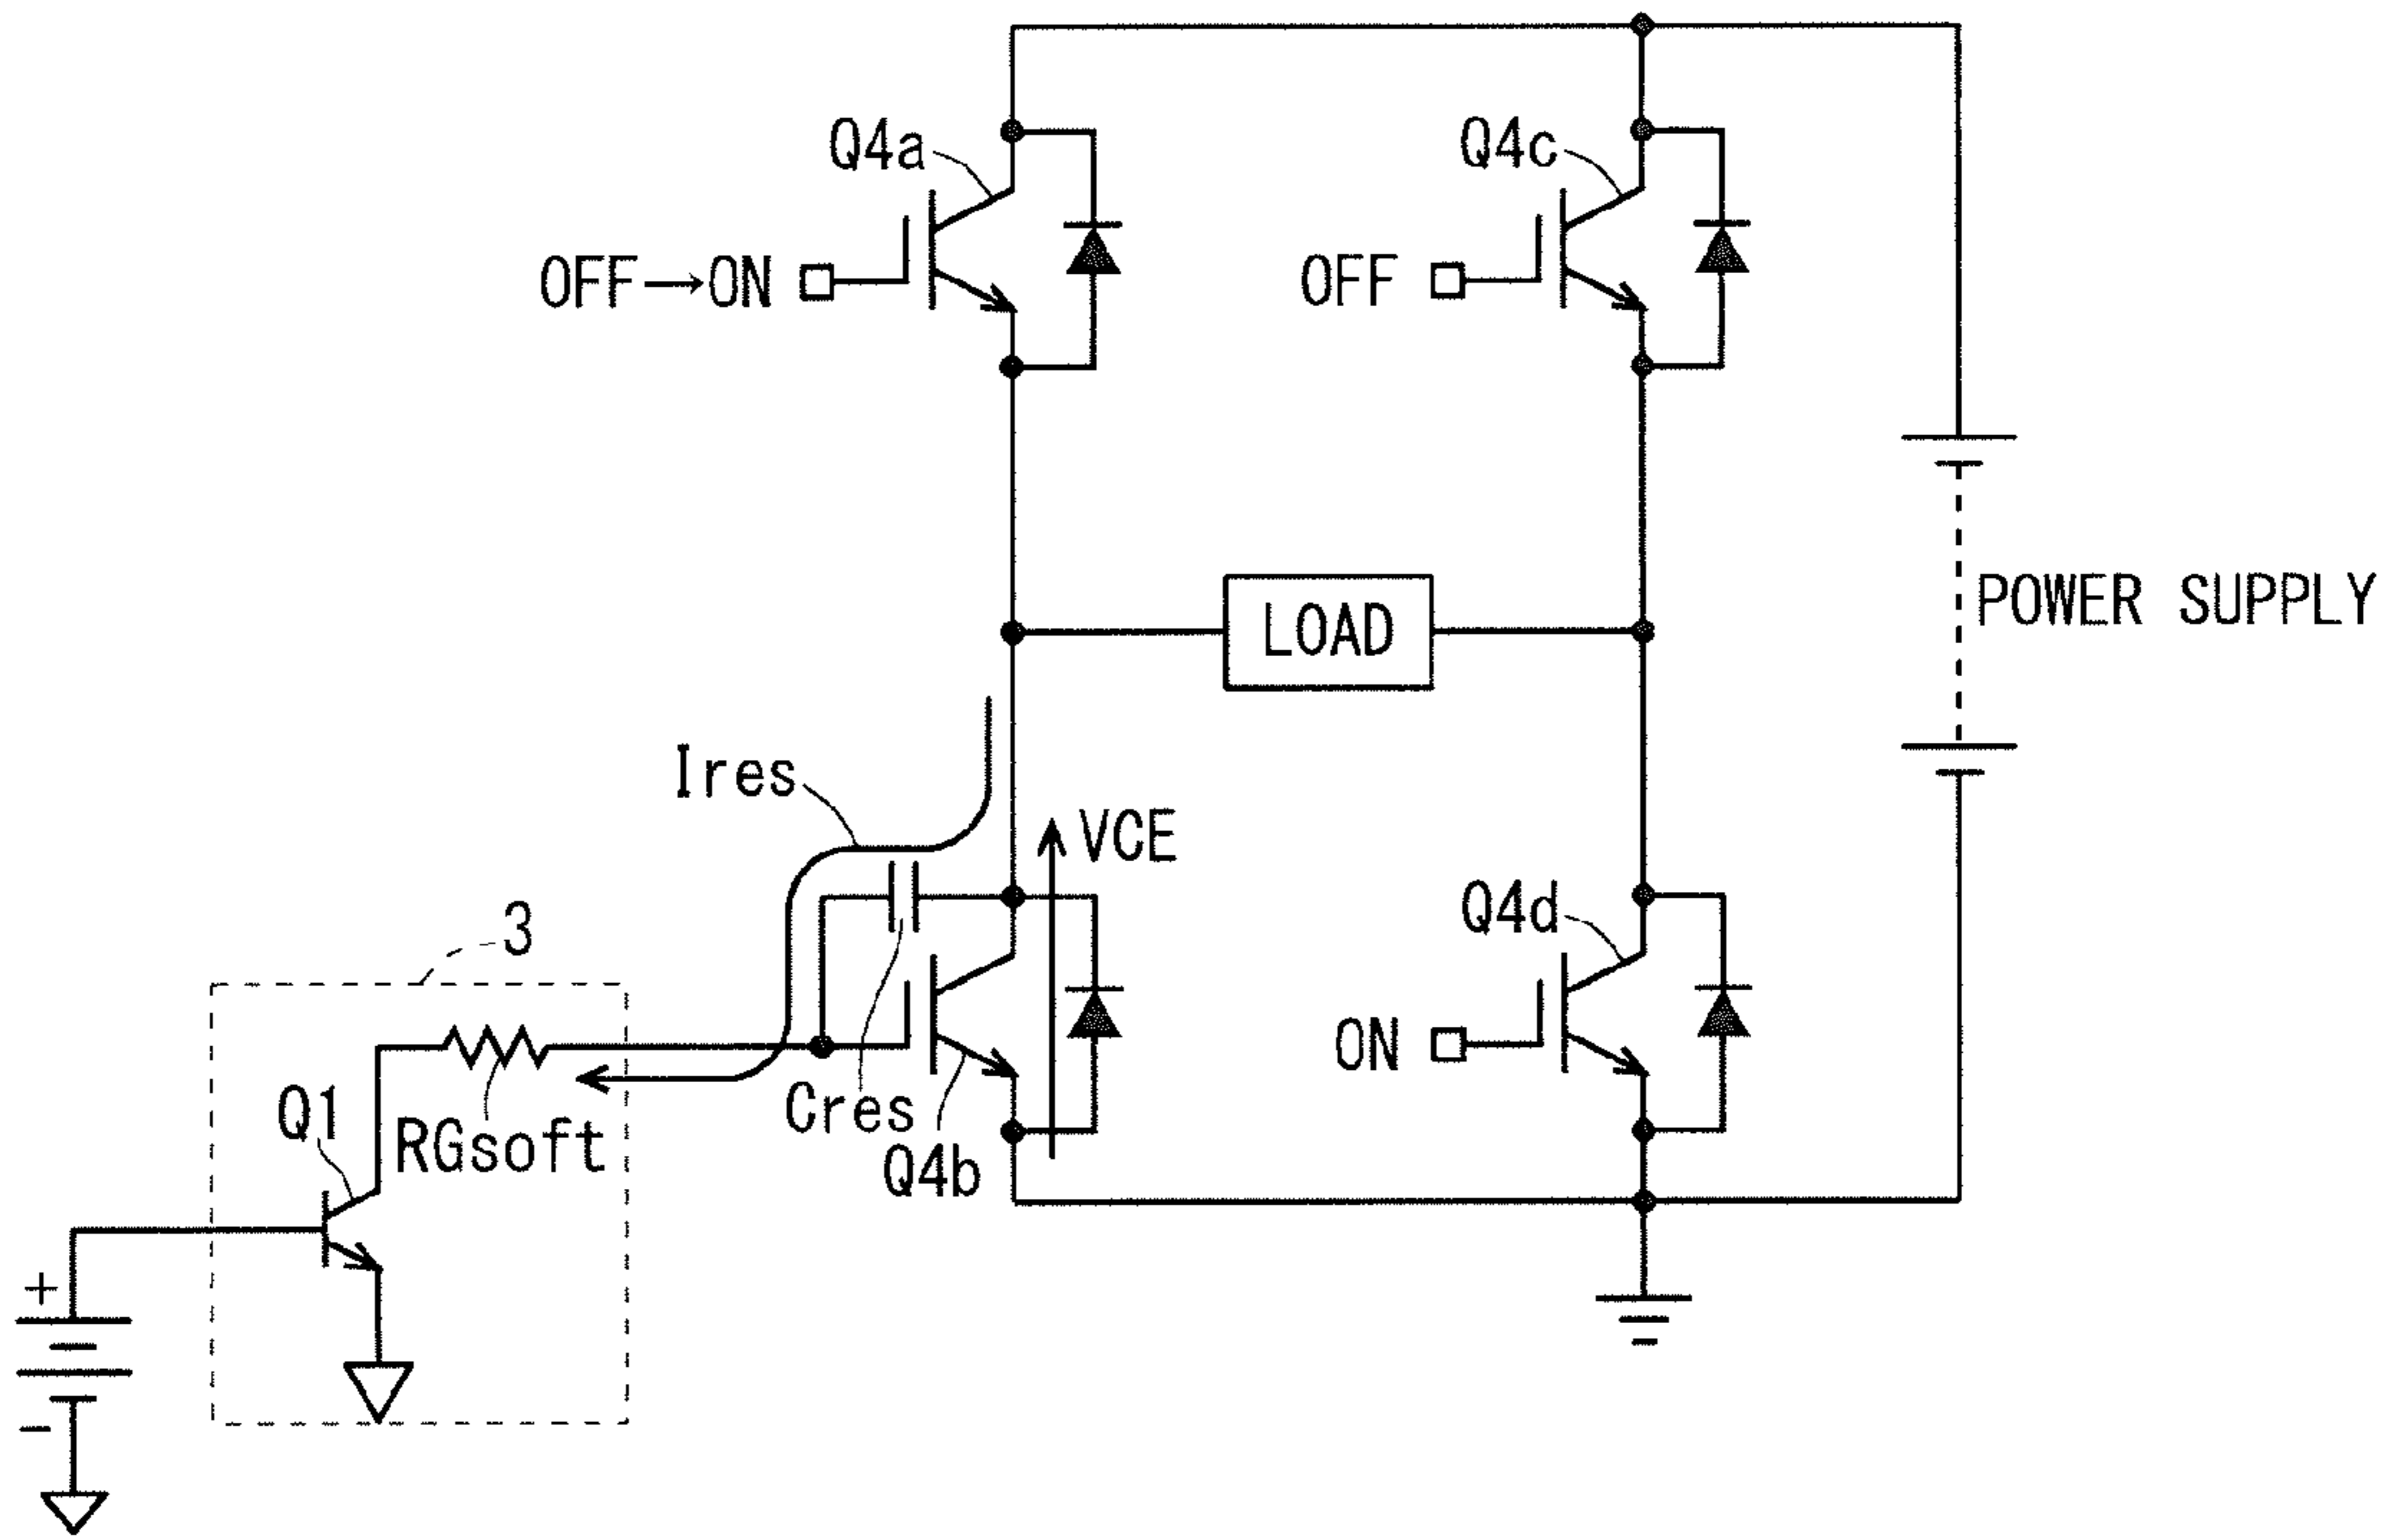 Q4a
Q4c
OFF→ON
OFF
LOAD
POWER SUPPLY
Ires
VCE
Q4d
3
ON
Q1
RGsoft
Cres
Q4b
+
-